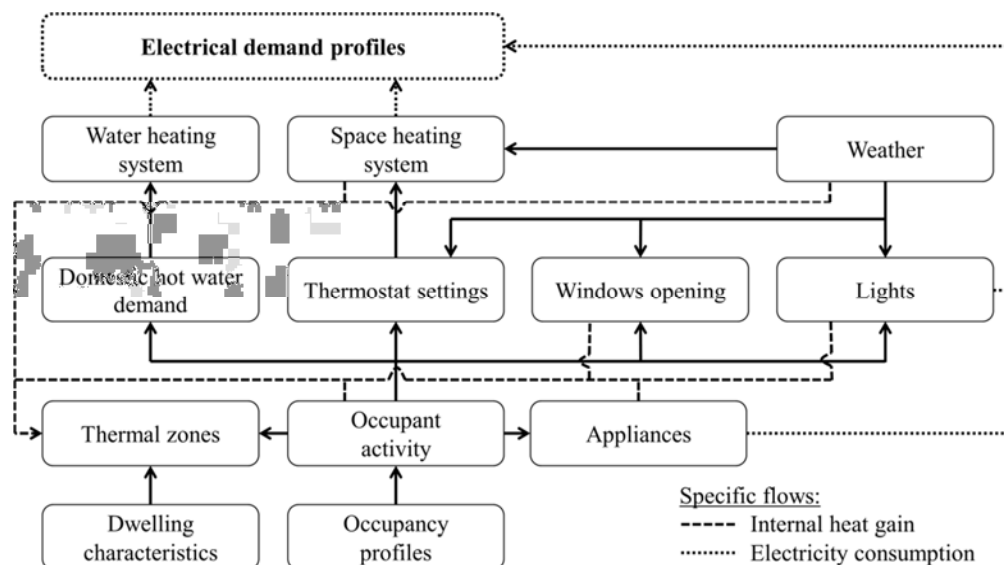 Electrical demand profiles
Water heating
system
Space heating
system
Weather
Domestic hot water
demand
Thermostat settings
Windows opening
Lights
Thermal zones
Occupant
activity
Appliances
Dwelling
characteristics
Occupancy
profiles
Specific flows:
Internal heat gain
Electricity consumption